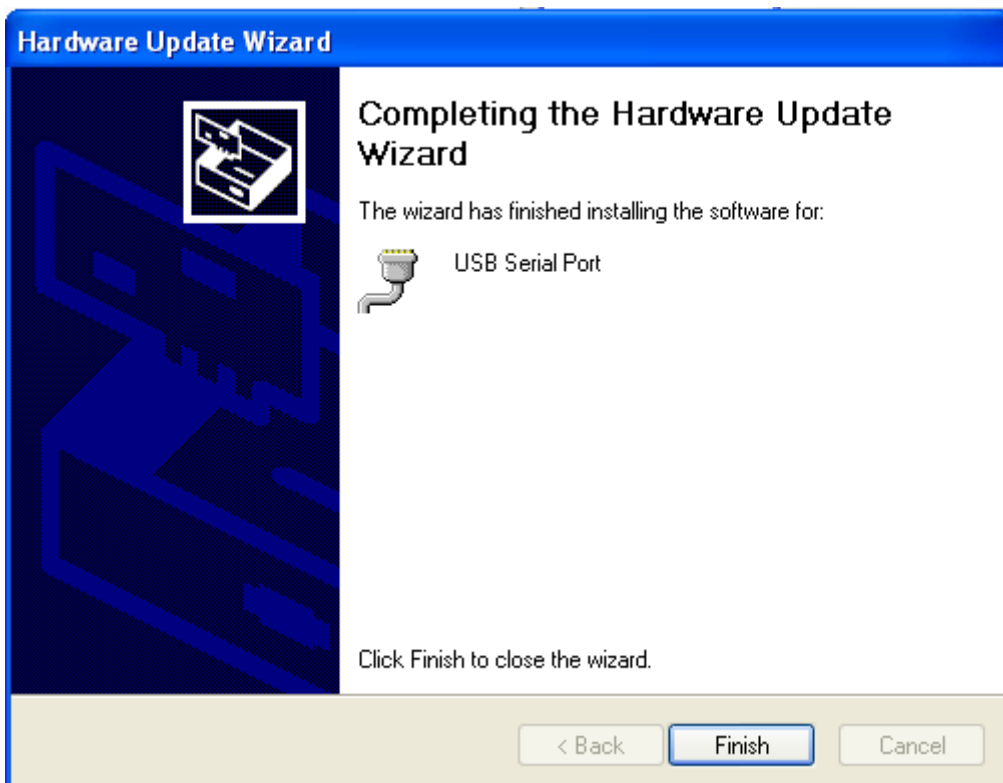 Hardware Update Wizard
Completing the Hardware Update
Wizard
The wizard has finished installing the software for:
USB Serial Port
Click Finish to close the wizard.
< Back
Finish
Cancel